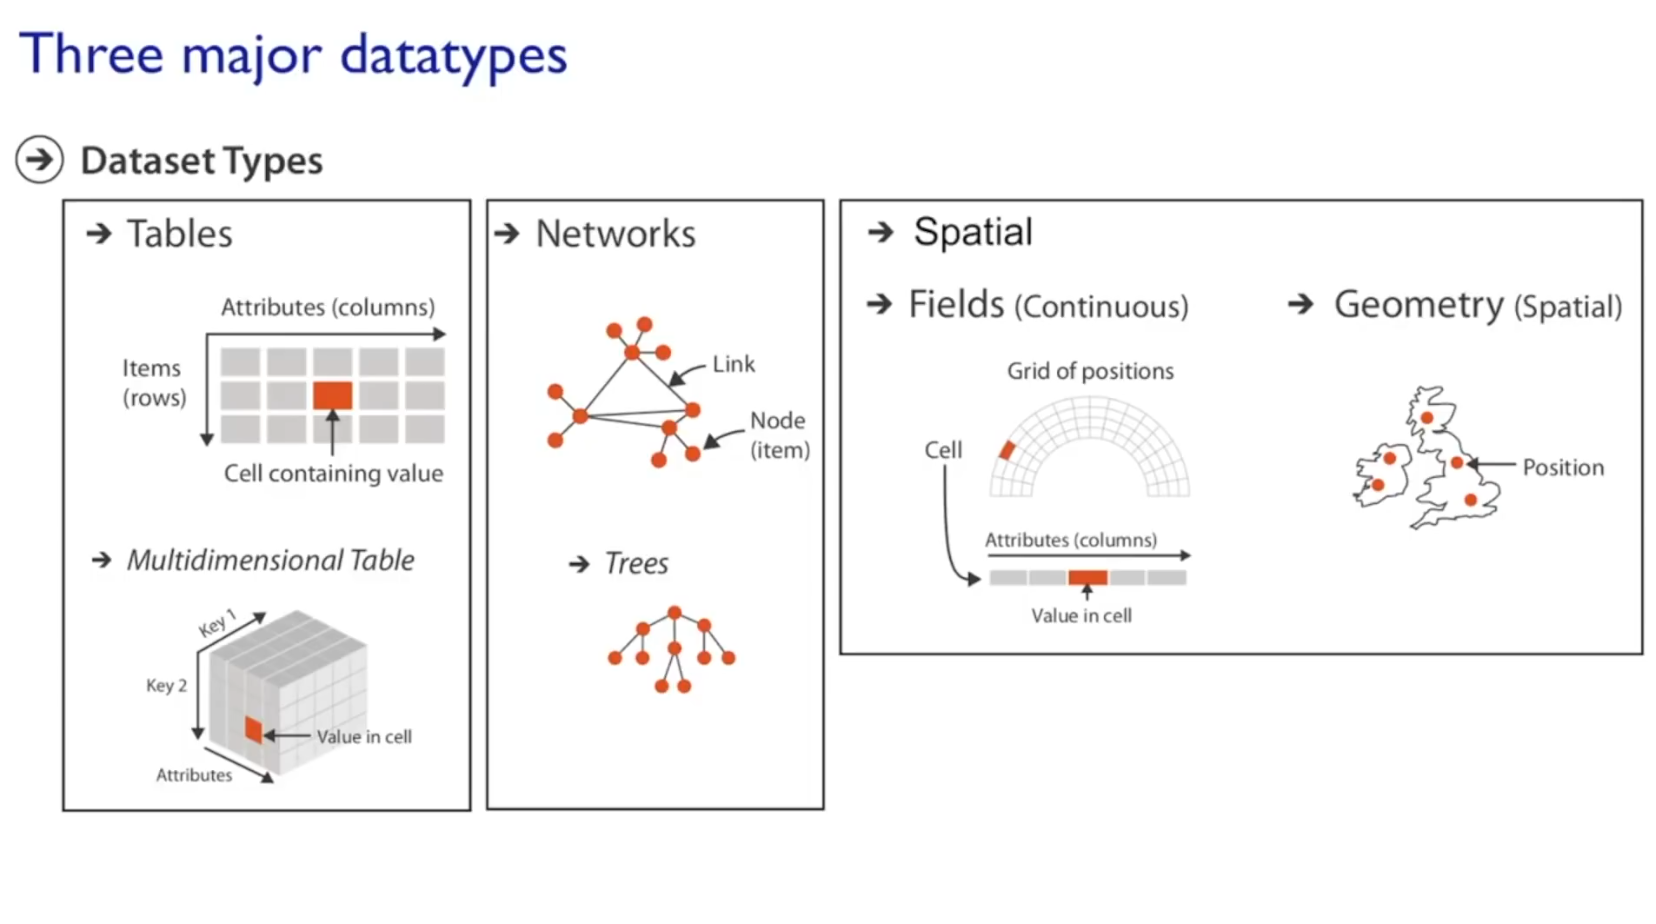 Three major datatypes
Dataset Types
Tables
Attributes (columns)
Items
(rows)
Cell containing value
Multidimensional Table
Key 1
Key 2
Value in cell
Attributes
Networks
Link
Node
(item)
Trees
Spatial
Fields (Continuous)
Grid of positions
Cell
Attributes (columns)
Value in cell
Geometry (Spatial)
Position